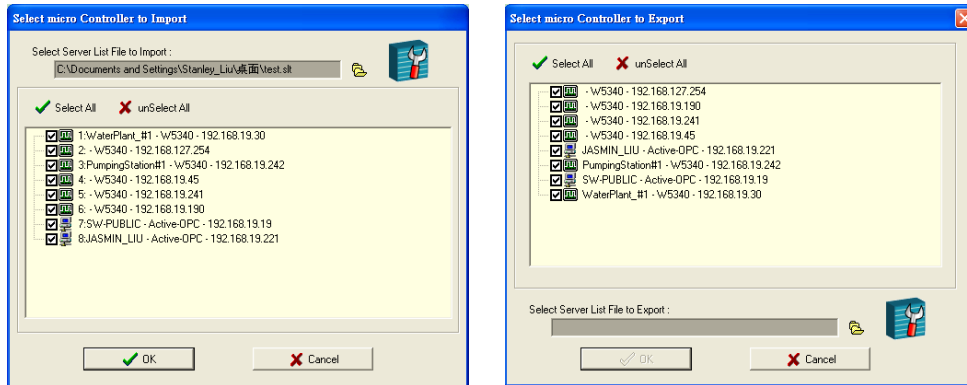 Select micro Controller to Import
Select Server List File to Import :
C:\Documents and Settings\Stanley_Liu\桌面\test.slt
Select All
unSelect All
1:WaterPlant_#1 - W5340 - 192.168.19.30
2: - W5340 - 192.168.127.254
3:PumpingStation#1 - W5340 - 192.168.19.242
4: - W5340 - 192.168.19.45
5: - W5340 - 192.168.19.241
6: - W5340 - 192.168.19.190
7:SW-PUBLIC - Active-OPC - 192.168.19.19
8:JASMIN_LIU - Active-OPC - 192.168.19.221
OK
Cancel
Select micro Controller to Export
Select All
unSelect All
- W5340 - 192.168.127.254
- W5340 - 192.168.19.190
- W5340 - 192.168.19.241
- W5340 - 192.168.19.45
JASMIN_LIU - Active-OPC - 192.168.19.221
PumpingStation#1 - W5340 - 192.168.19.242
SW-PUBLIC - Active-OPC - 192.168.19.19
WaterPlant_#1 - W5340 - 192.168.19.30
Select Server List File to Export :
OK
Cancel